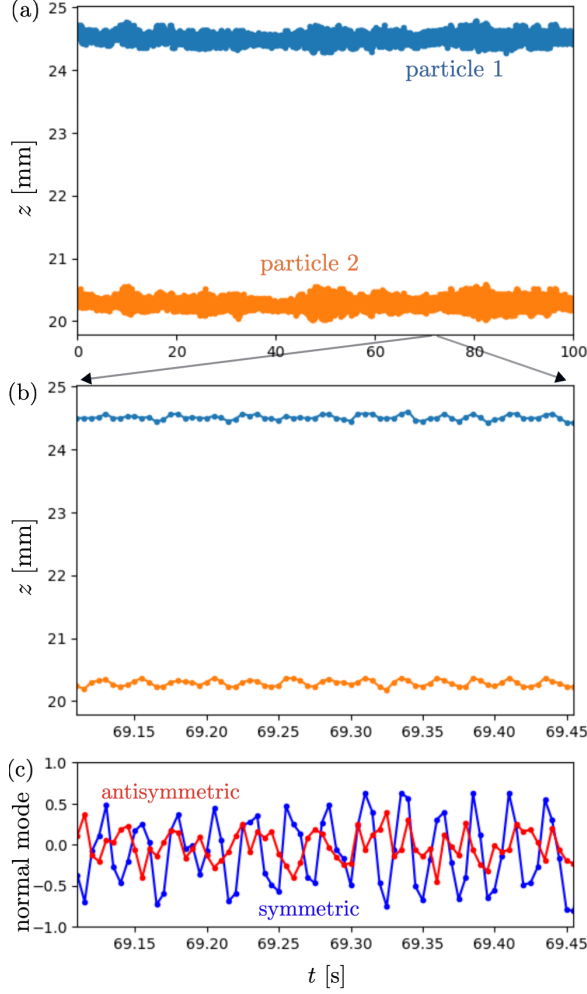 (a)
25
24
23
22
21
20
z [mm]
particle 1
particle 2
0 20 40 60 80 100
(b)
25
24
23
22
21
20
z [mm]
69.15 69.20 69.25 69.30 69.35 69.40 69.45
(c)
1.0
0.5
0.0
−0.5
−1.0
normal mode
antisymmetric
symmetric
69.15 69.20 69.25 69.30 69.35 69.40 69.45
t [s]